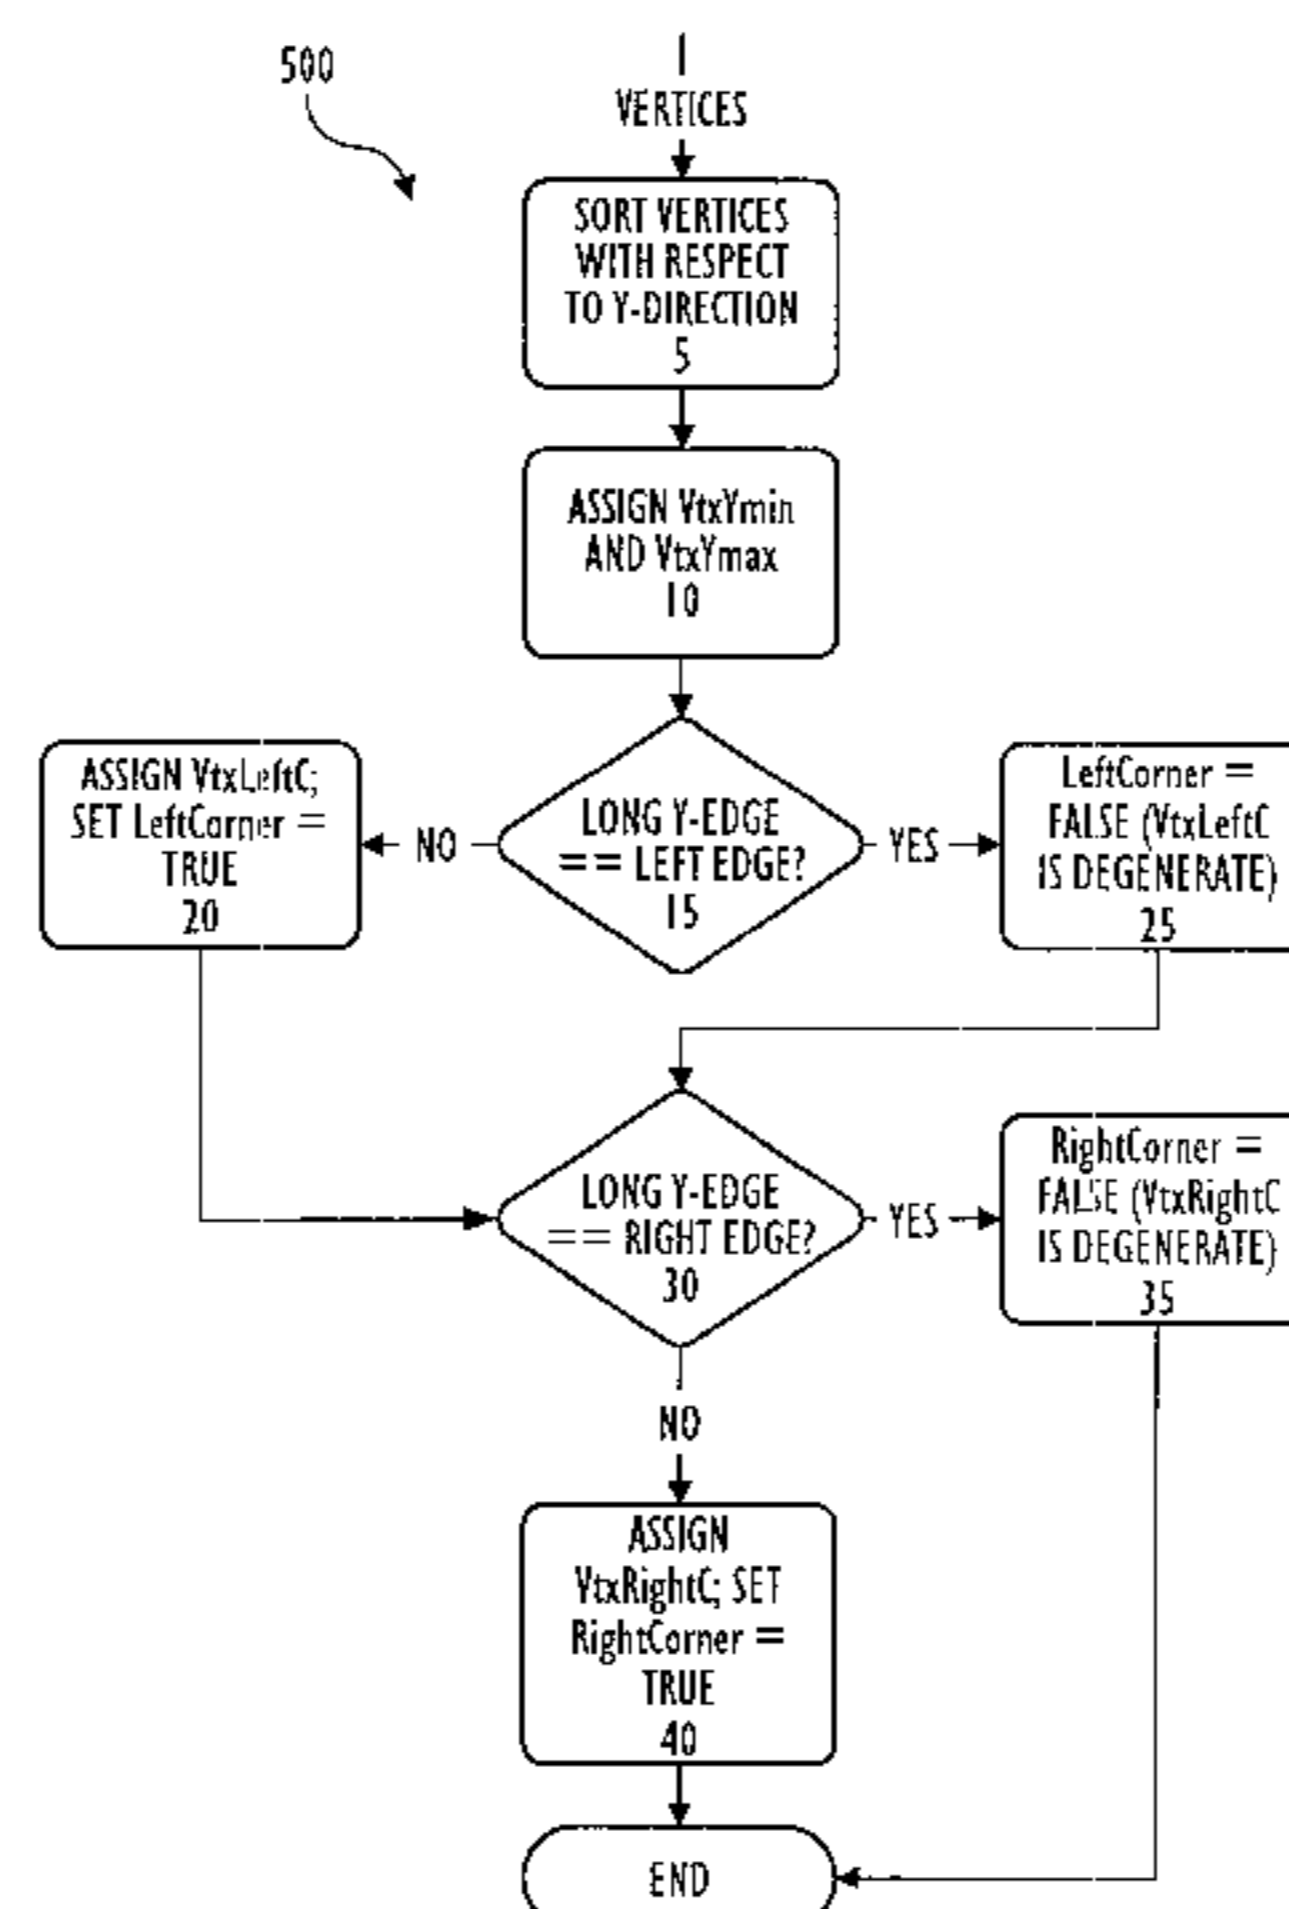 500
VERTICES
SORT VERTICES
WITH RESPECT
TO Y-DIRECTION
5
ASSIGN VtxYmin
AND VtxYmax
10
ASSIGN VtxLeftC;
SET LeftCorner =
TRUE
20
NO
LONG Y-EDGE
== LEFT EDGE?
15
YES
LeftCorner =
FALSE (VtxLeftC
IS DEGENERATE)
25
LONG Y-EDGE
== RIGHT EDGE?
30
YES
RightCorner =
FALSE (VtxRightC
IS DEGENERATE)
35
NO
ASSIGN
VtxRightC; SET
RightCorner =
TRUE
40
END